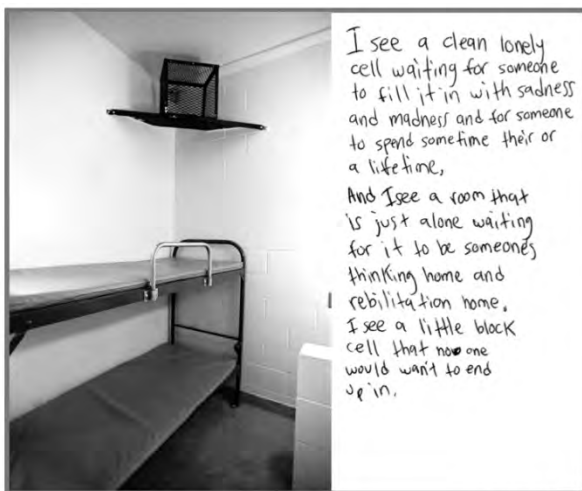 I see a clean lonely
cell waiting for someone
to fill it in with sadness
and madness and for someone
to spend sometime their or
a lifetime,
And I see a room that
is just alone waiting
for it to be someones
thinking home and
rebilitation home.
I see a little block
cell that no one
would want to end
up in.